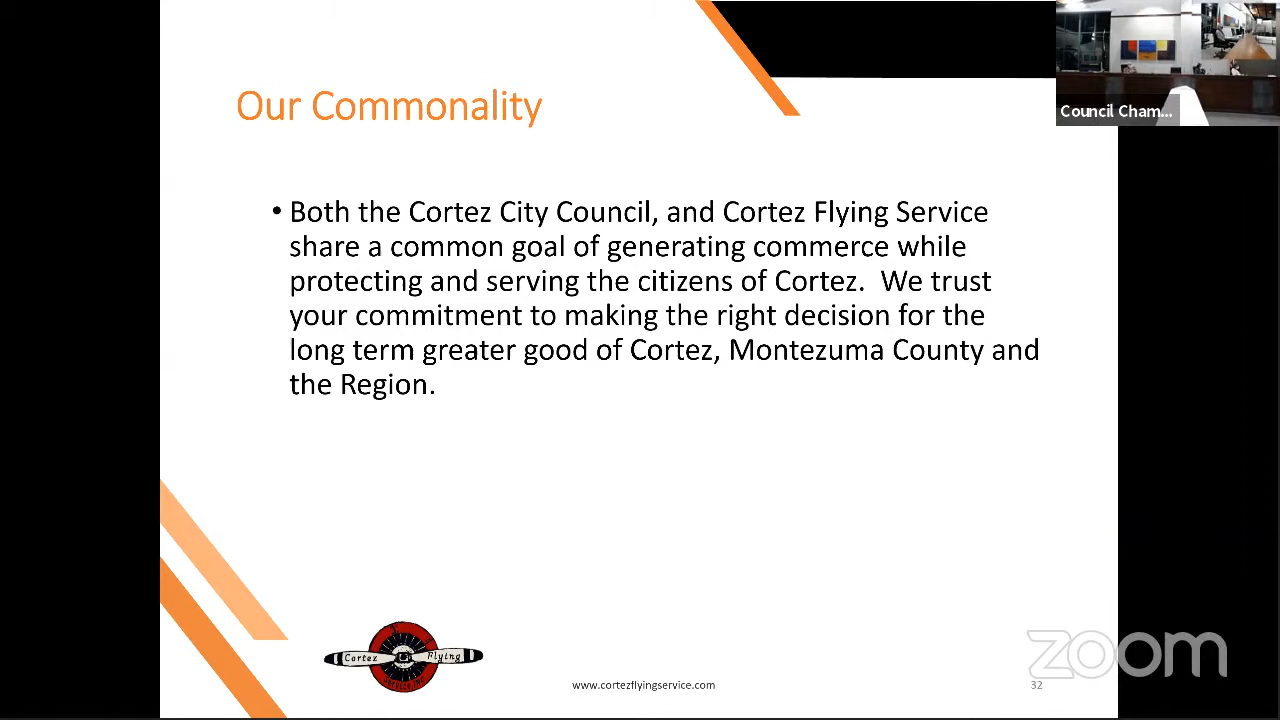 Our Commonality
Council Cham...
• Both the Cortez City Council, and Cortez Flying Service
share a common goal of generating commerce while
protecting and serving the citizens of Cortez.  We trust
your commitment to making the right decision for the
long term greater good of Cortez, Montezuma County and
the Region.
Cortez Flying
SERVICE, INC.
www.cortezflyingservice.com
32
zoom